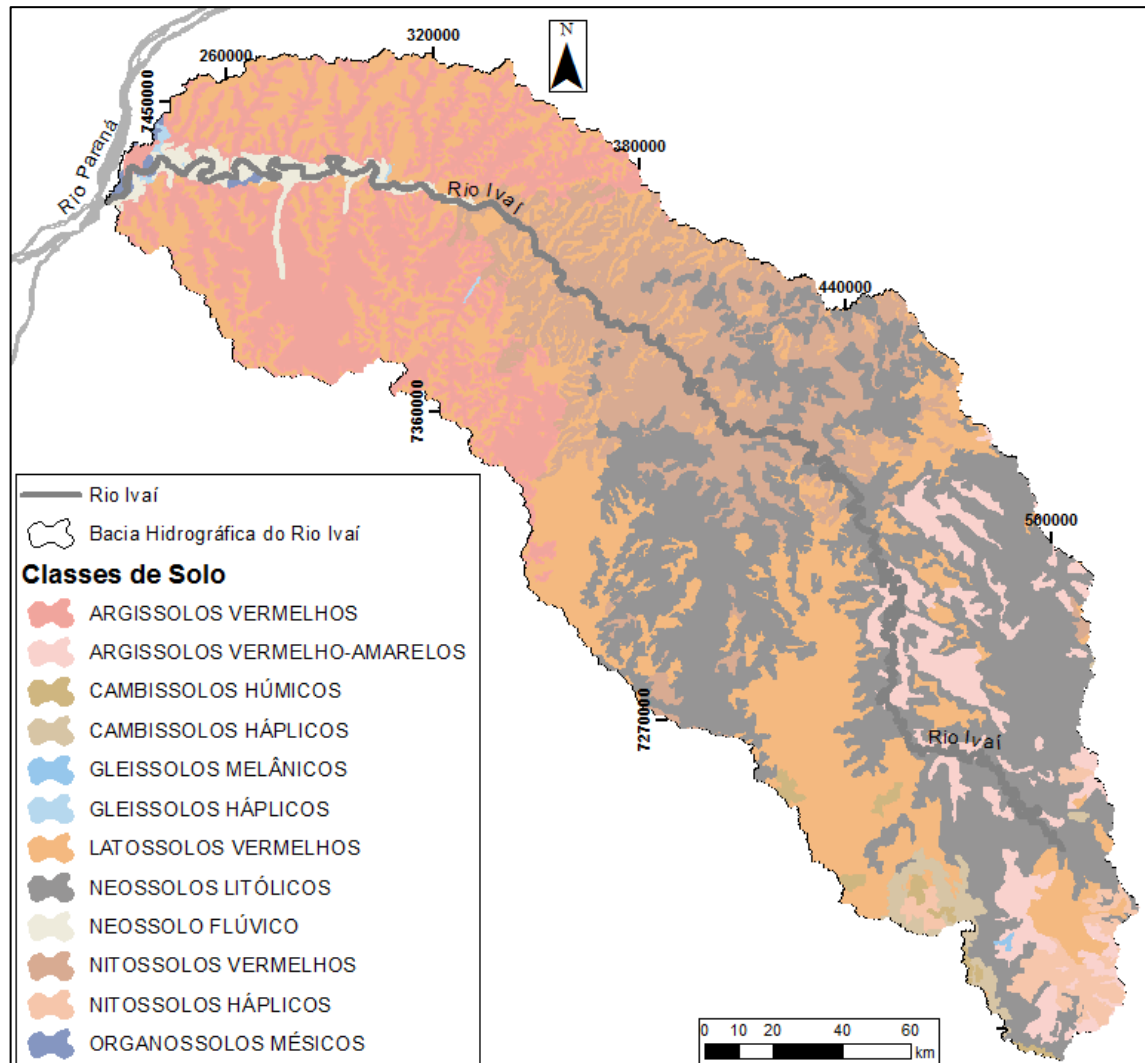 320000
N
260000
7450000
380000
Rio Paraná
Rio Ivaí
440000
7360000
500000
7270000
Rio Ivaí
Rio Ivaí
Bacia Hidrográfica do Rio Ivaí
Classes de Solo
ARGISSOLOS VERMELHOS
ARGISSOLOS VERMELHO-AMARELOS
CAMBISSOLOS HÚMICOS
CAMBISSOLOS HÁPLICOS
GLEISSOLOS MELÂNICOS
GLEISSOLOS HÁPLICOS
LATOSSOLOS VERMELHOS
NEOSSOLOS LITÓLICOS
NEOSSOLO FLÚVICO
NITOSSOLOS VERMELHOS
NITOSSOLOS HÁPLICOS
ORGANOSSOLOS MÉSICOS
0 10 20 40 60
km